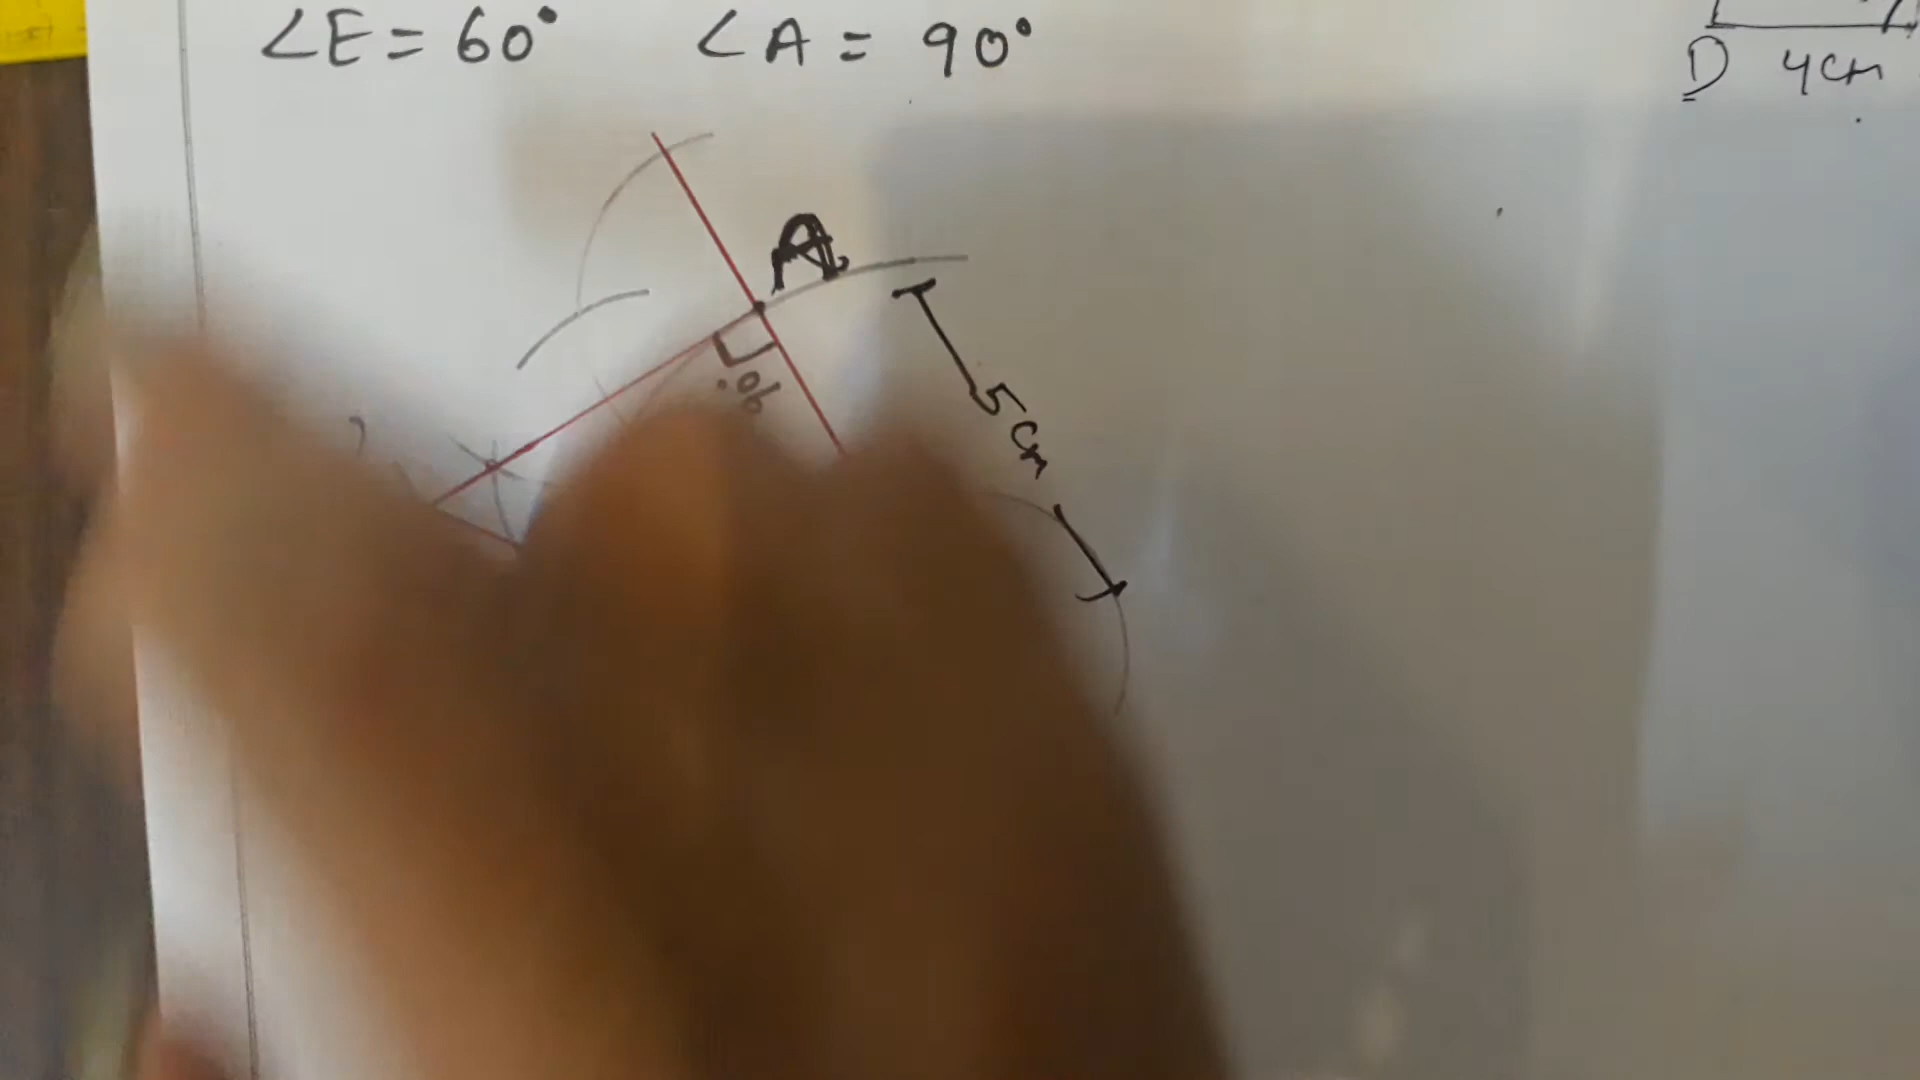 ∠E = 60° ∠A = 90°
D 4cm
A
90°
5cm